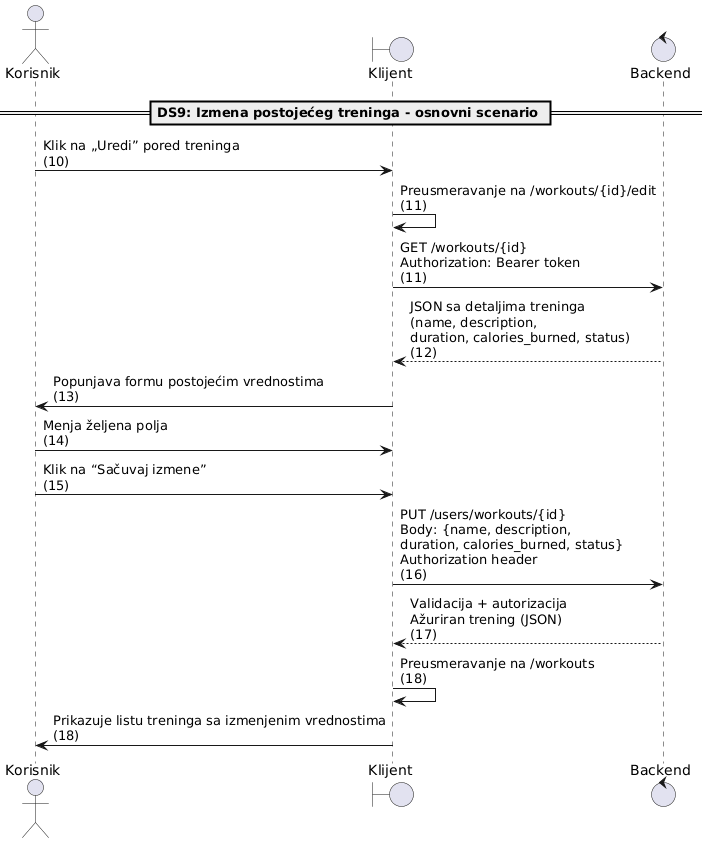 Korisnik
Klijent
Backend
DS9: Izmena postojećeg treninga - osnovni scenario
Klik na „Uredi” pored treninga
(10)
Preusmeravanje na /workouts/{id}/edit
(11)
GET /workouts/{id}
Authorization: Bearer token
(11)
JSON sa detaljima treninga
(name, description,
duration, calories_burned, status)
(12)
Popunjava formu postojećim vrednostima
(13)
Menja željena polja
(14)
Klik na “Sačuvaj izmene”
(15)
PUT /users/workouts/{id}
Body: {name, description,
duration, calories_burned, status}
Authorization header
(16)
Validacija + autorizacija
Ažuriran trening (JSON)
(17)
Preusmeravanje na /workouts
(18)
Prikazuje listu treninga sa izmenjenim vrednostima
(18)
Korisnik
Klijent
Backend